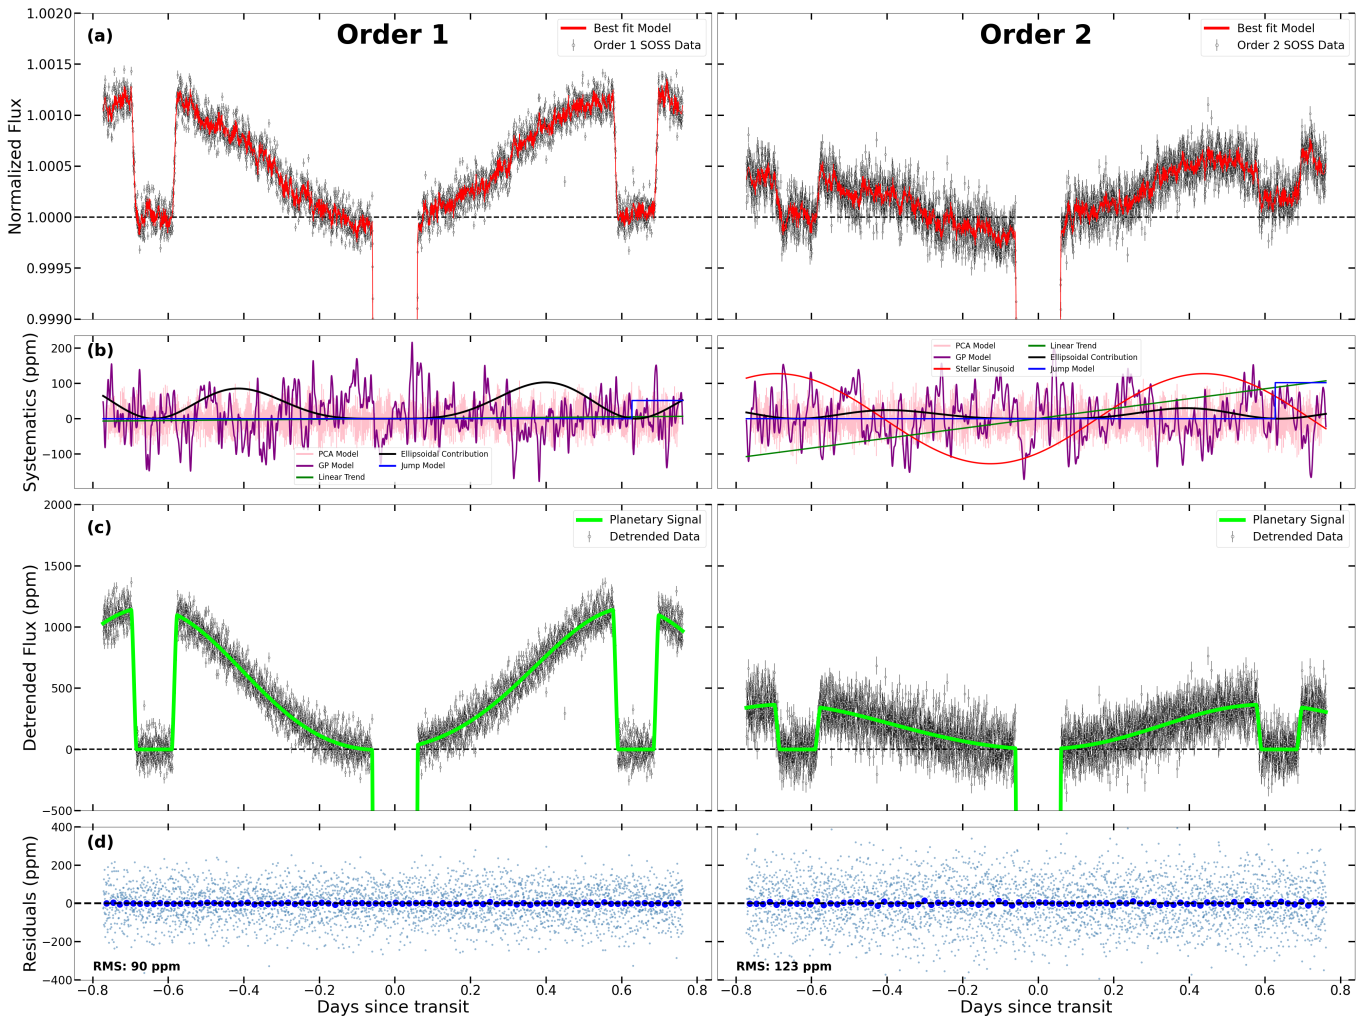 Order 1
Order 2
(a)
Best fit Model
Order 1 SOSS Data
Best fit Model
Order 2 SOSS Data
Normalized Flux
1.0020
1.0015
1.0010
1.0005
1.0000
0.9995
0.9990
(b)
Systematics (ppm)
200
100
0
−100
PCA Model
GP Model
Linear Trend
Ellipsoidal Contribution
Jump Model
PCA Model
GP Model
Stellar Sinusoid
Linear Trend
Ellipsoidal Contribution
Jump Model
(c)
Detrended Flux (ppm)
2000
1500
1000
500
0
−500
Planetary Signal
Detrended Data
Planetary Signal
Detrended Data
(d)
Residuals (ppm)
400
200
0
−200
−400
RMS: 90 ppm
RMS: 123 ppm
−0.8 −0.6 −0.4 −0.2 0.0 0.2 0.4 0.6 0.8
−0.8 −0.6 −0.4 −0.2 0.0 0.2 0.4 0.6 0.8
Days since transit
Days since transit